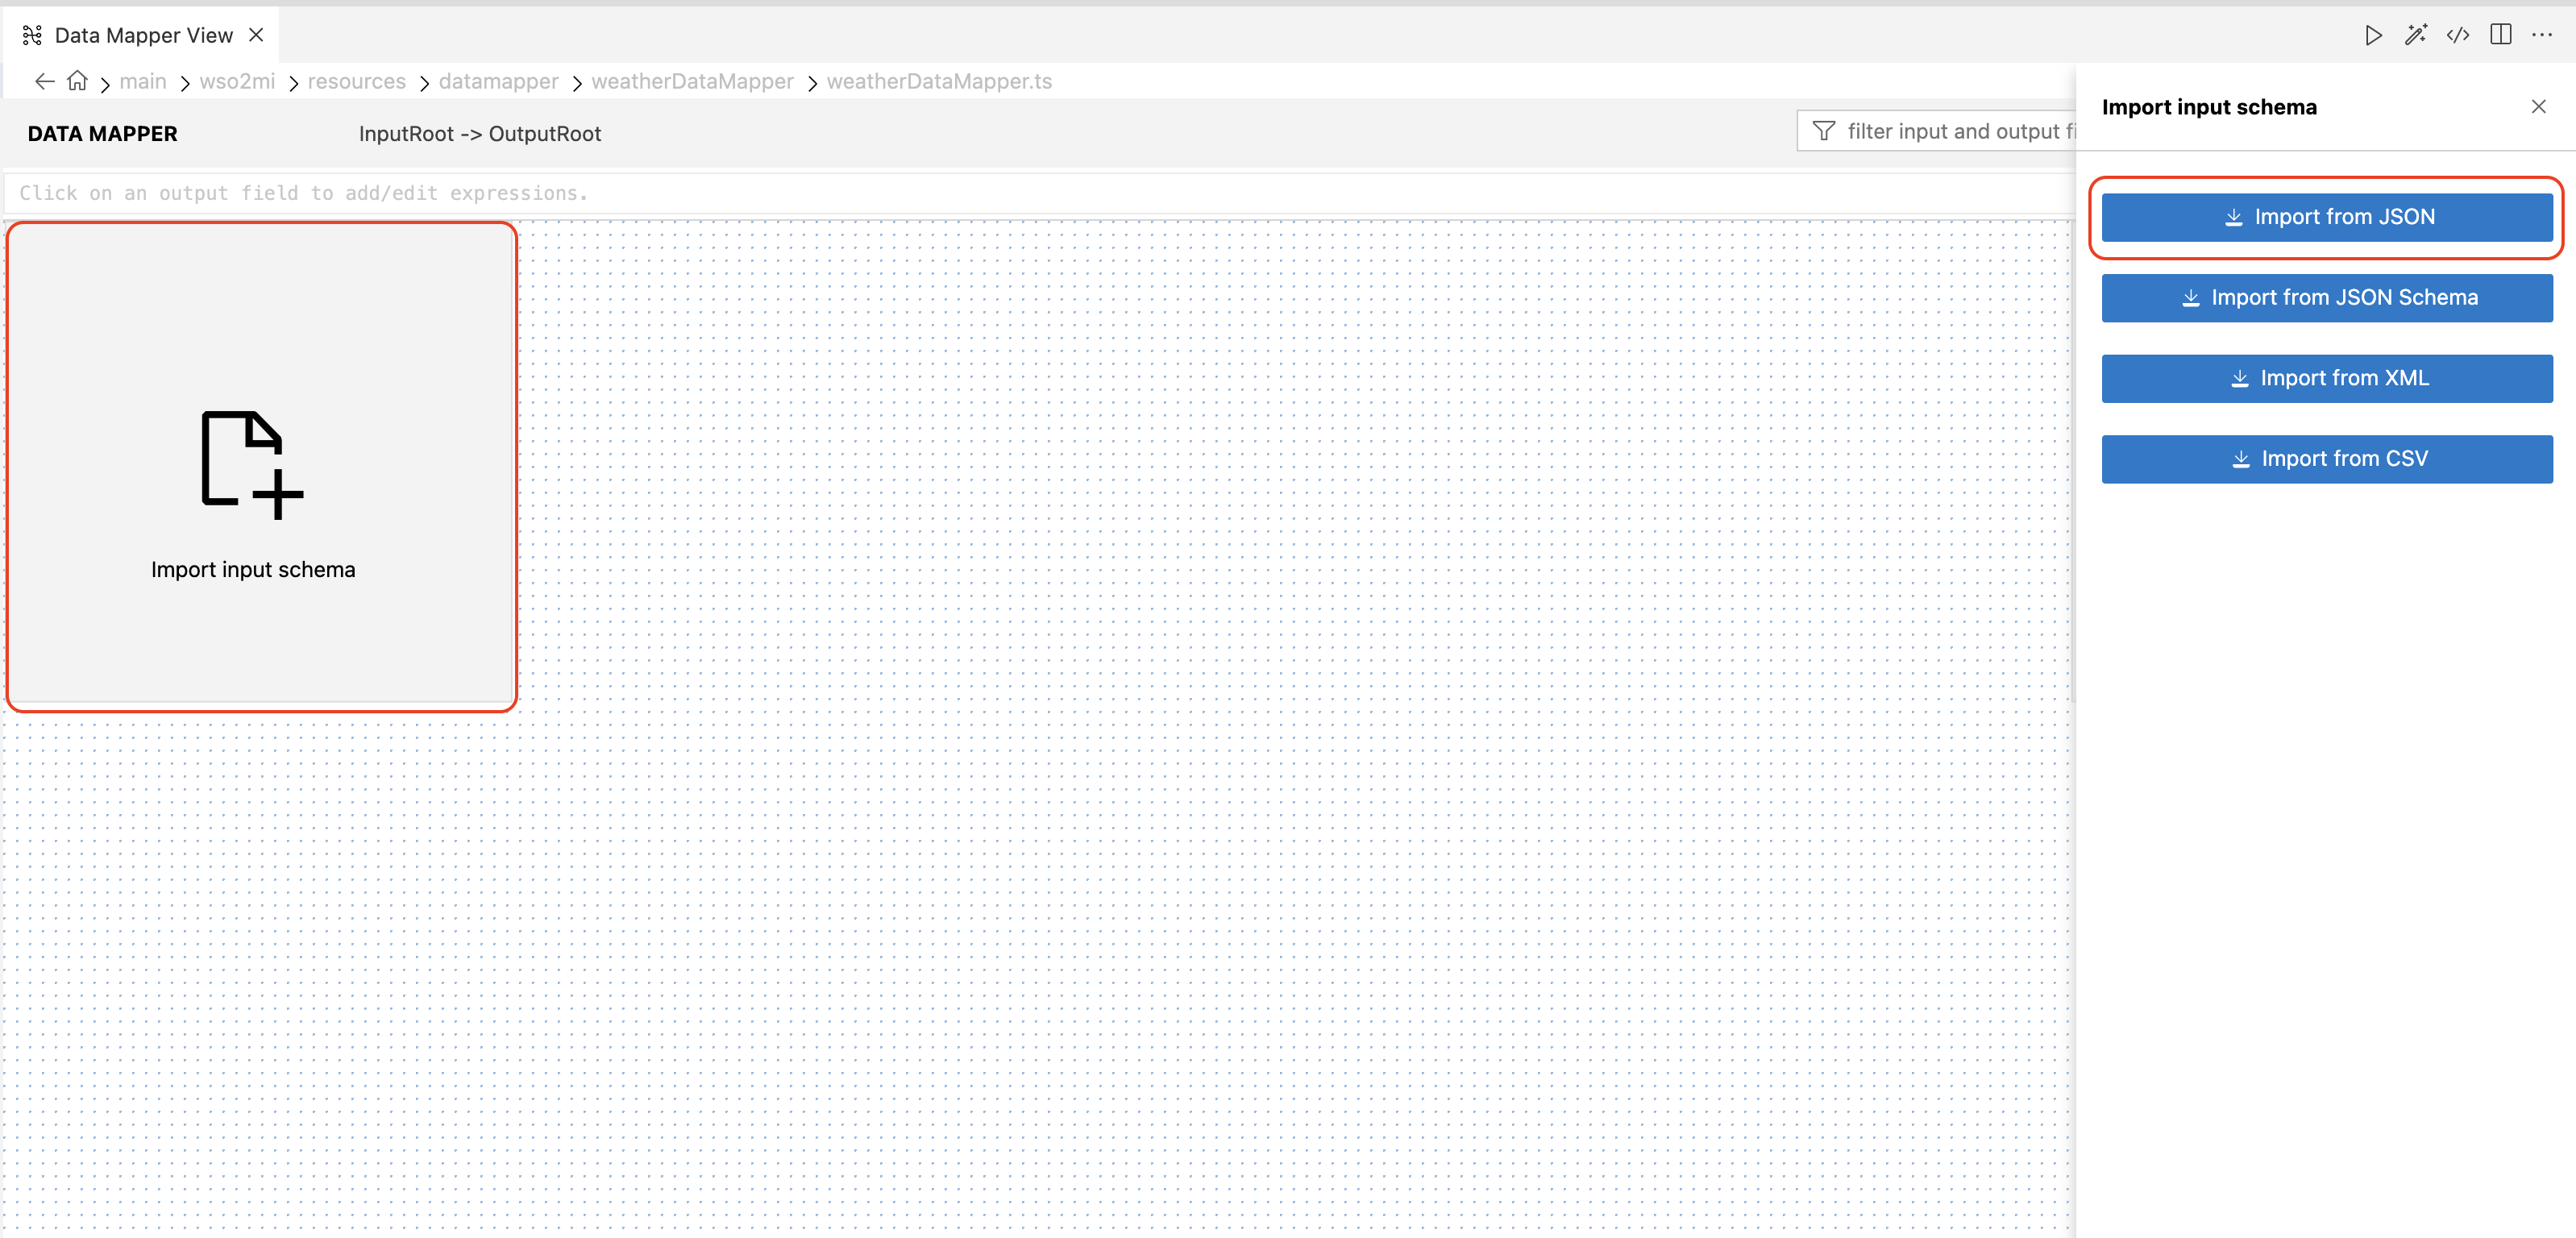 Data Mapper View
main > wso2mi > resources > datamapper > weatherDataMapper > weatherDataMapper.ts
DATA MAPPER
InputRoot -> OutputRoot
filter input and output
Click on an output field to add/edit expressions.
Import input schema
Import input schema
Import from JSON
Import from JSON Schema
Import from XML
Import from CSV